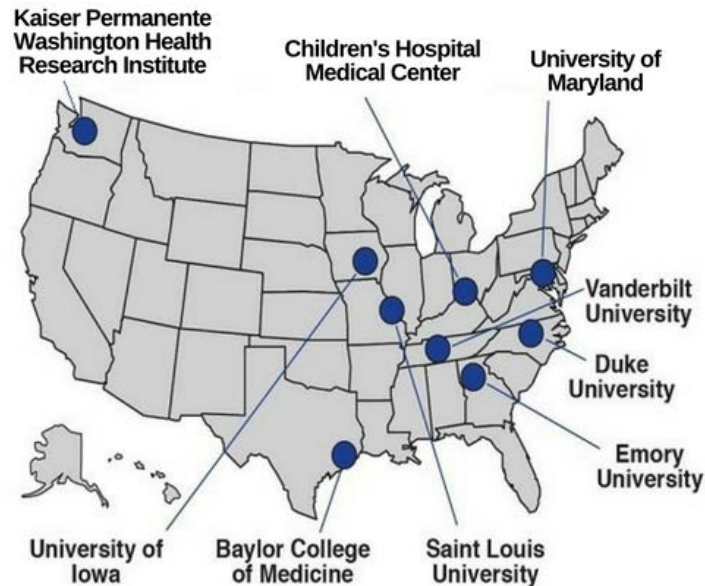 Kaiser Permanente
Washington Health
Research Institute
Children's Hospital
Medical Center
University of
Maryland
Vanderbilt
University
Duke
University
Emory
University
University of
Iowa
Baylor College
of Medicine
Saint Louis
University